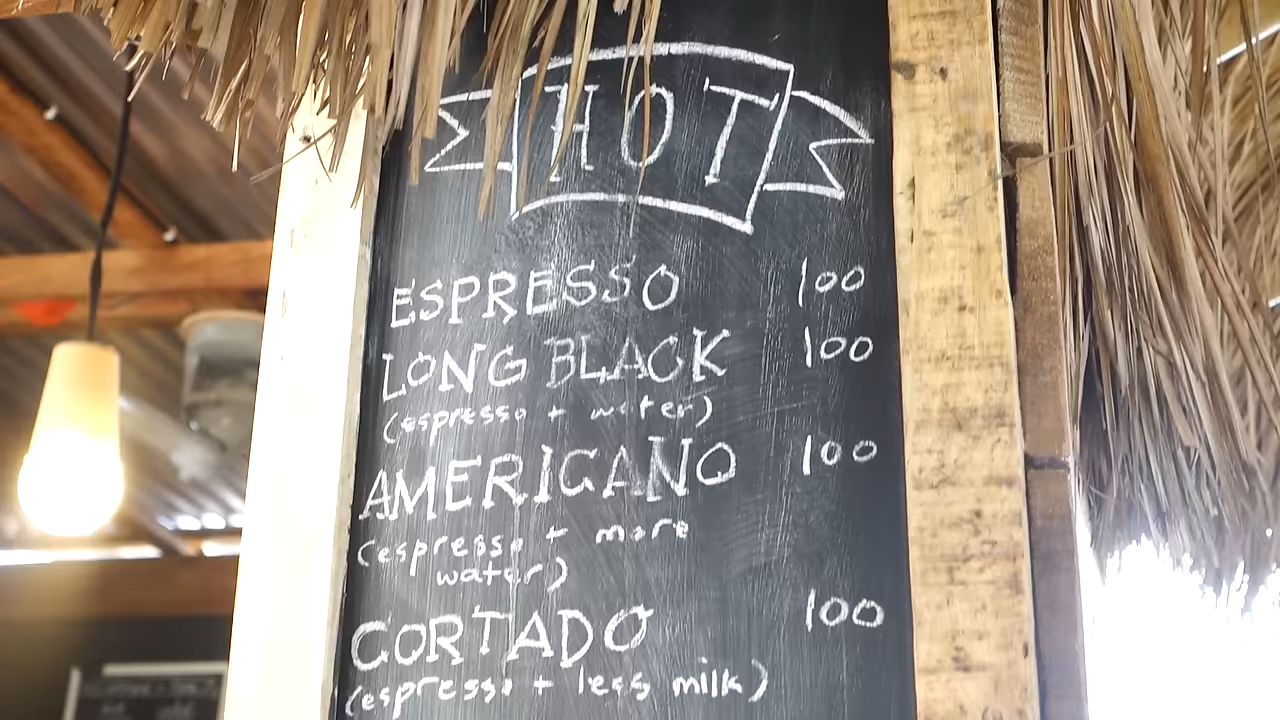 HOT
ESPRESSO 100
LONG BLACK 100
(espresso + water)
AMERICANO 100
(espresso + more
water)
CORTADO 100
(espresso + less milk)